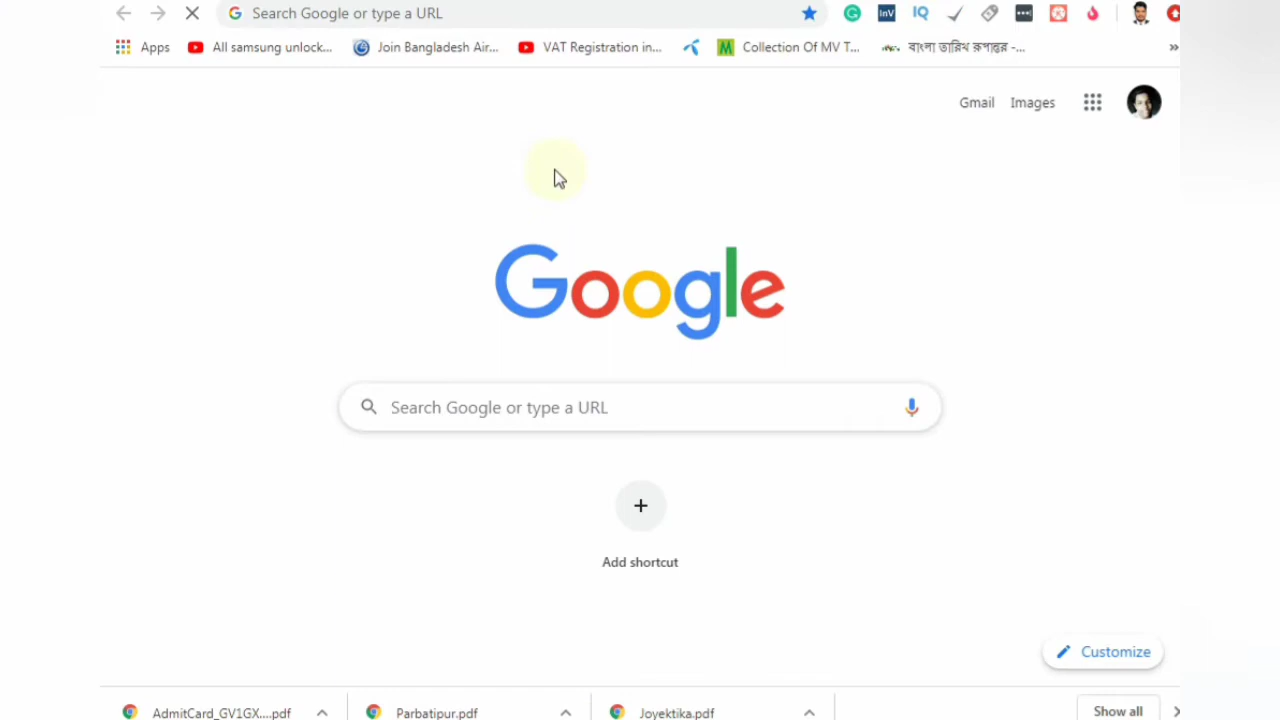 Search Google or type a URL
InV
IQ
Apps
All samsung unlock...
Join Bangladesh Air...
VAT Registration in...
M
Collection Of MV T...
বাংলা তারিখ রূপান্তর -...
»
Gmail
Images
Google
Search Google or type a URL
Add shortcut
Customize
AdmitCard_GV1GX....pdf
Parbatipur.pdf
Joyektika.pdf
Show all